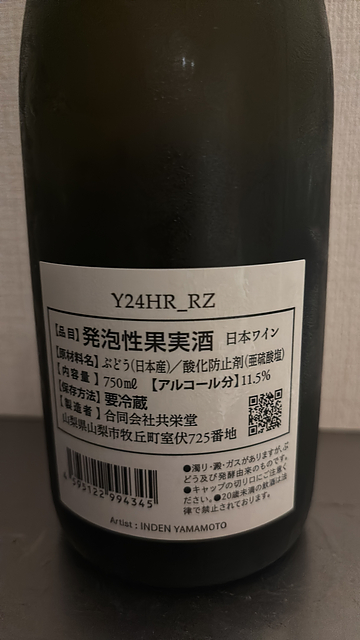 Y24HR_RZ
【品目】発泡性果実酒 日本ワイン
【原材料名】ぶどう(日本産)/酸化防止剤(亜硫酸塩)
【内容量】750㎖ 【アルコール分】11.5%
【保存方法】要冷蔵
【製造者】合同会社共栄堂
山梨県山梨市牧丘町室伏725番地
●濁り・澱・ガスがありますが、ぶ
どう及び発酵由来のものです。
●キャップの切り口にご注意く
ださい。●20歳未満の飲酒は法
律で禁止されております。
4595122994345
Artist : INDEN YAMAMOTO